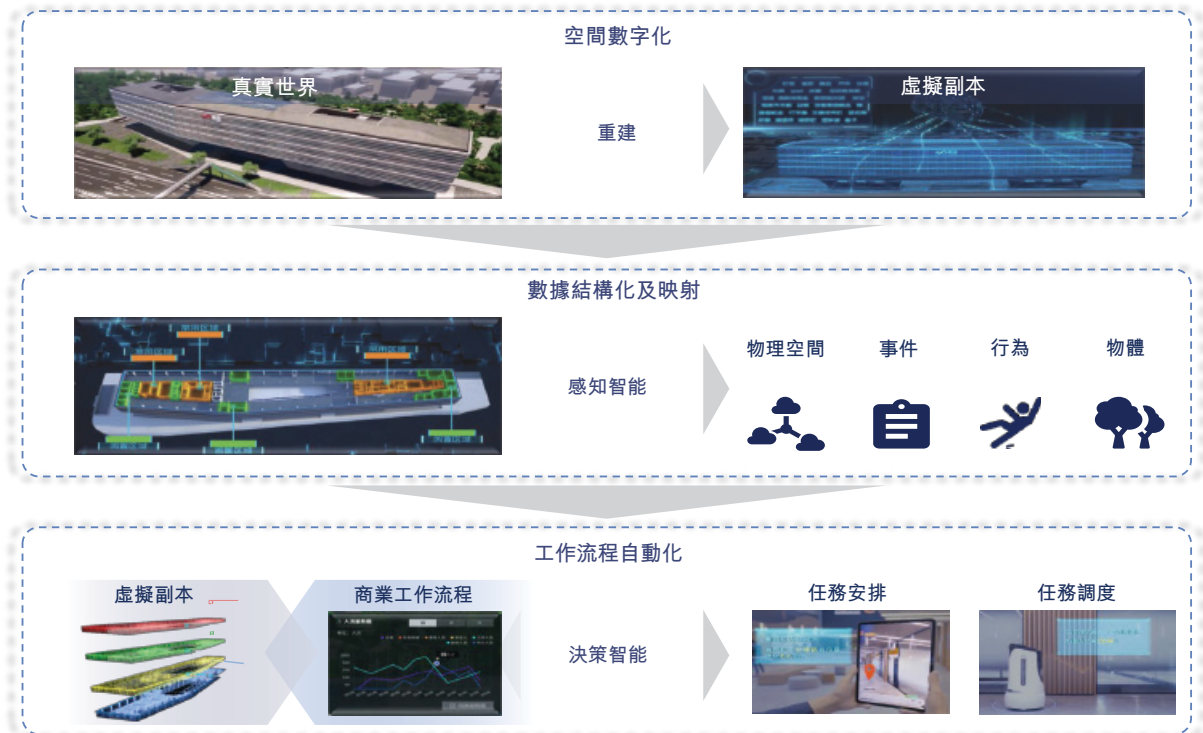 空間數字化
真實世界
重建
虛擬副本
數據結構化及映射
感知智能
物理空間
事件
行為
物體
工作流程自動化
虛擬副本
商業工作流程
決策智能
任務安排
任務調度